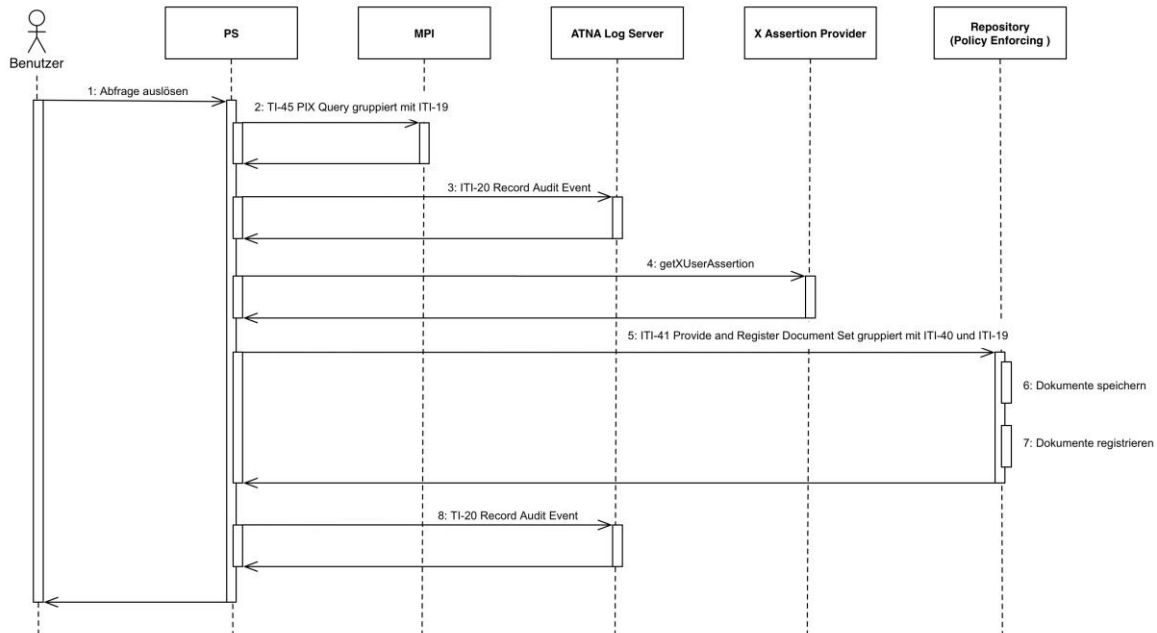 Benutzer
PS
MPI
ATNA Log Server
X Assertion Provider
Repository
(Policy Enforcing )
1: Abfrage auslösen
2: TI-45 PIX Query gruppiert mit ITI-19
3: ITI-20 Record Audit Event
4: getXUserAssertion
5: ITI-41 Provide and Register Document Set gruppiert mit ITI-40 und ITI-19
6: Dokumente speichern
7: Dokumente registrieren
8: TI-20 Record Audit Event